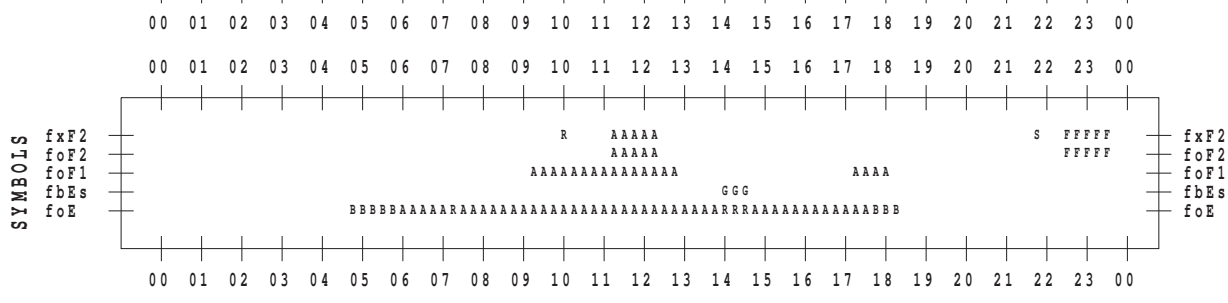 00 01 02 03 04 05 06 07 08 09 10 11 12 13 14 15 16 17 18 19 20 21 22 23 00
00 01 02 03 04 05 06 07 08 09 10 11 12 13 14 15 16 17 18 19 20 21 22 23 00
SYMBOLS
fxF2 R AAAAA S FFFFF fxF2
foF2 AAAAA FFFFF foF2
foF1 AAAAAAAAAAAAAAA AAAA foF1
fbEs GGG fbEs
foE BBBBBAAAAARAAAAAAAAAAAAAAAAAAAAAAAAAARRRAAAAAAAAAAAABBB foE
00 01 02 03 04 05 06 07 08 09 10 11 12 13 14 15 16 17 18 19 20 21 22 23 00